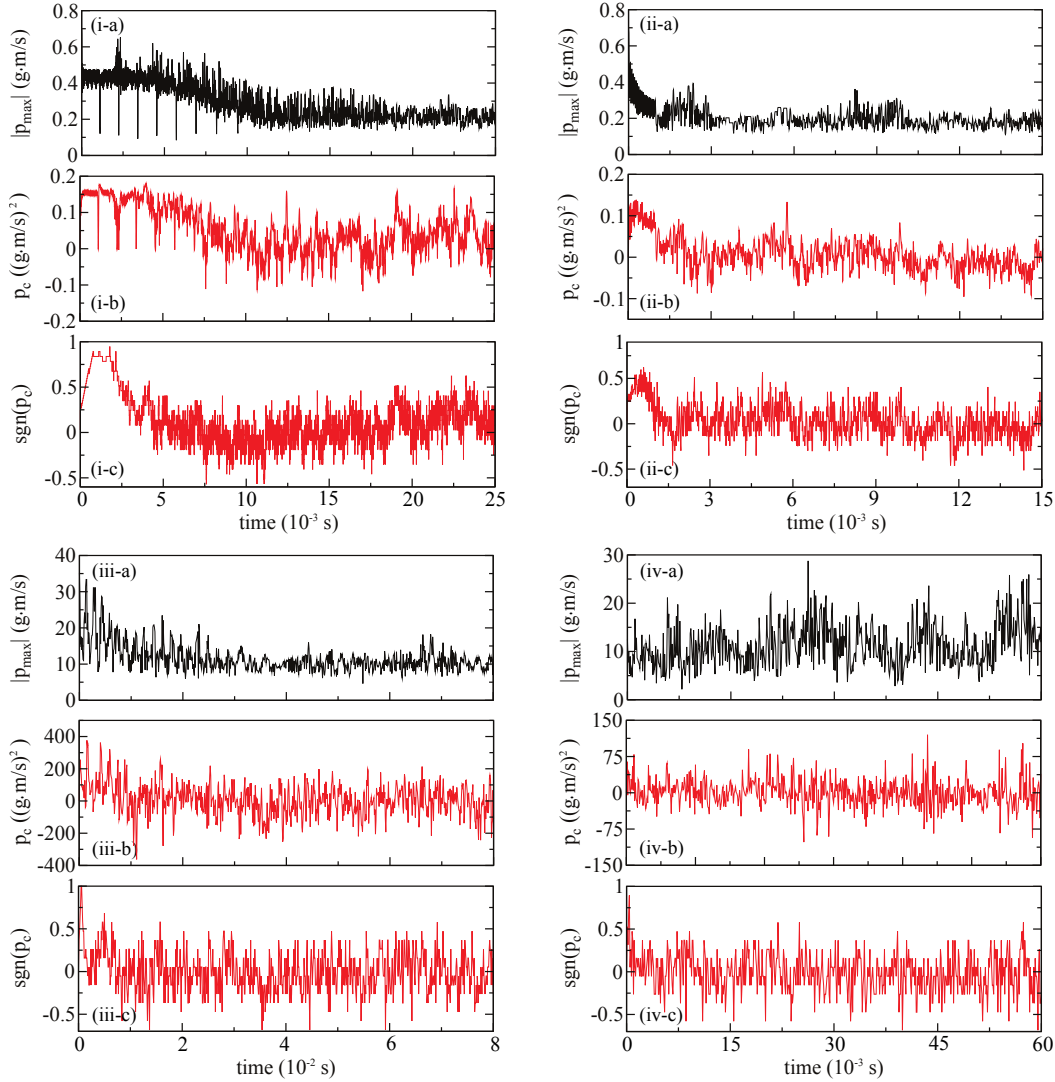 (i-a)
|p_max| (g·m/s)
0.8
0.6
0.4
0.2
0
0 5 10 15 20 25
(i-b)
p_c ((g·m/s)²)
0.2
0.1
0
-0.1
-0.2
(i-c)
sgn(p_c)
1
0.5
0
-0.5
0 5 10 15 20 25
time (10⁻³ s)
(ii-a)
|p_max| (g·m/s)
0.8
0.6
0.4
0.2
0
(ii-b)
p_c ((g·m/s)²)
0.2
0.1
0
-0.1
(ii-c)
sgn(p_c)
1
0.5
0
-0.5
0 3 6 9 12 15
time (10⁻³ s)
(iii-a)
|p_max| (g·m/s)
40
30
20
10
0
(iii-b)
p_c ((g·m/s)²)
400
200
0
-200
-400
(iii-c)
sgn(p_c)
1
0.5
0
-0.5
0 2 4 6 8
time (10⁻² s)
(iv-a)
|p_max| (g·m/s)
30
20
10
0
(iv-b)
p_c ((g·m/s)²)
150
75
0
-75
-150
(iv-c)
sgn(p_c)
1
0.5
0
-0.5
0 15 30 45 60
time (10⁻³ s)